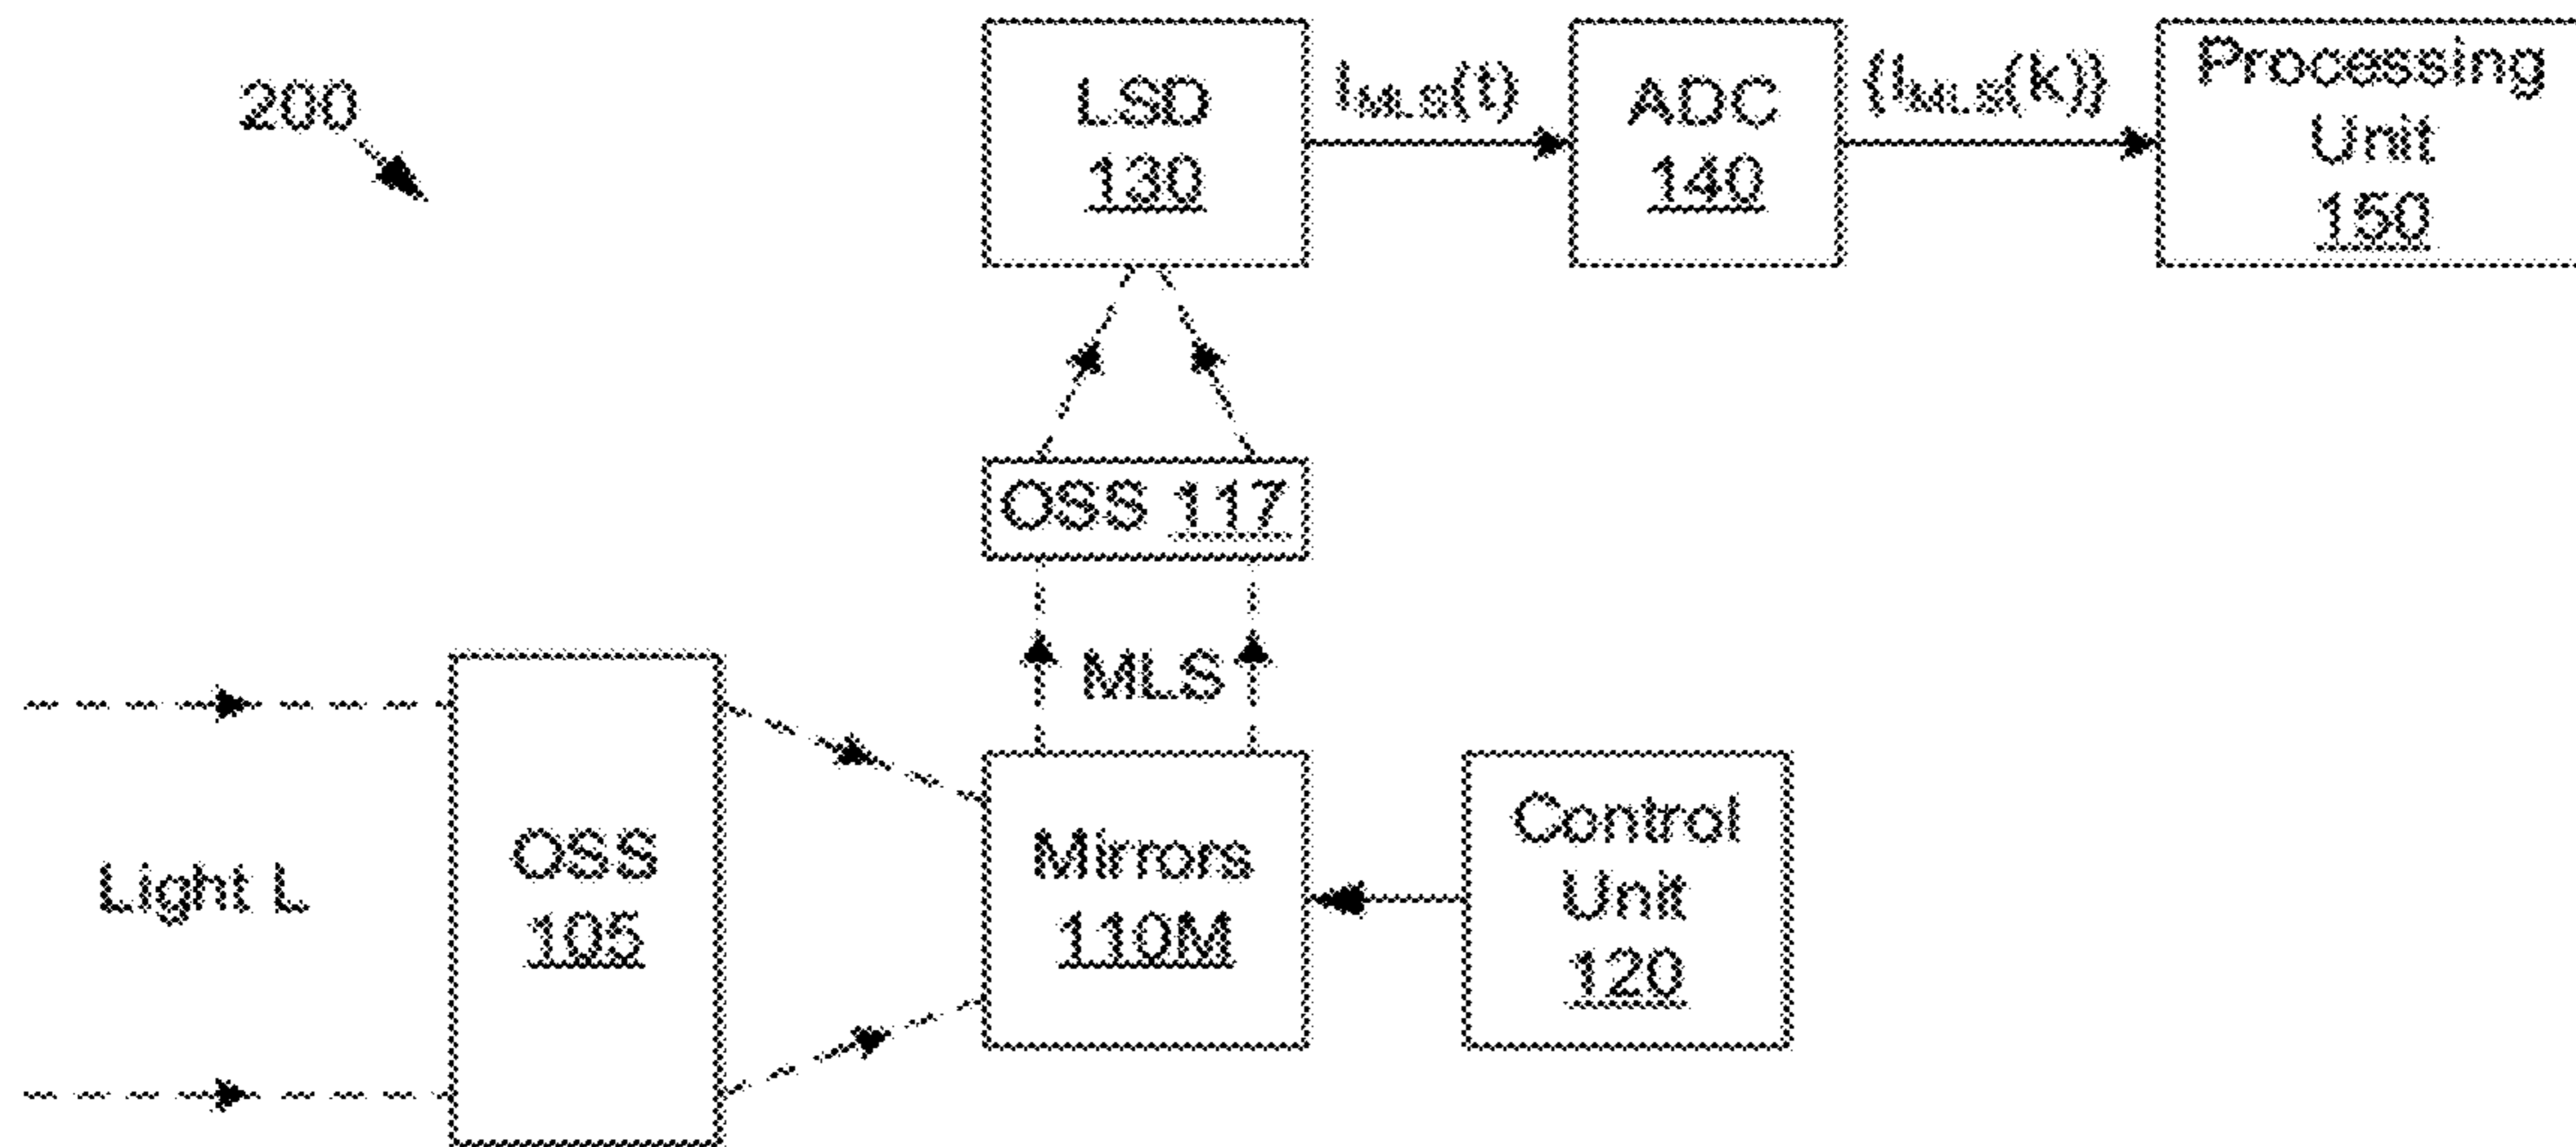 200
LSD
130
I_MLS(t)
ADC
140
{I_MLS(k)}
Processing
Unit
150
OSS 117
MLS
Light L
OSS
105
Mirrors
110M
Control
Unit
120